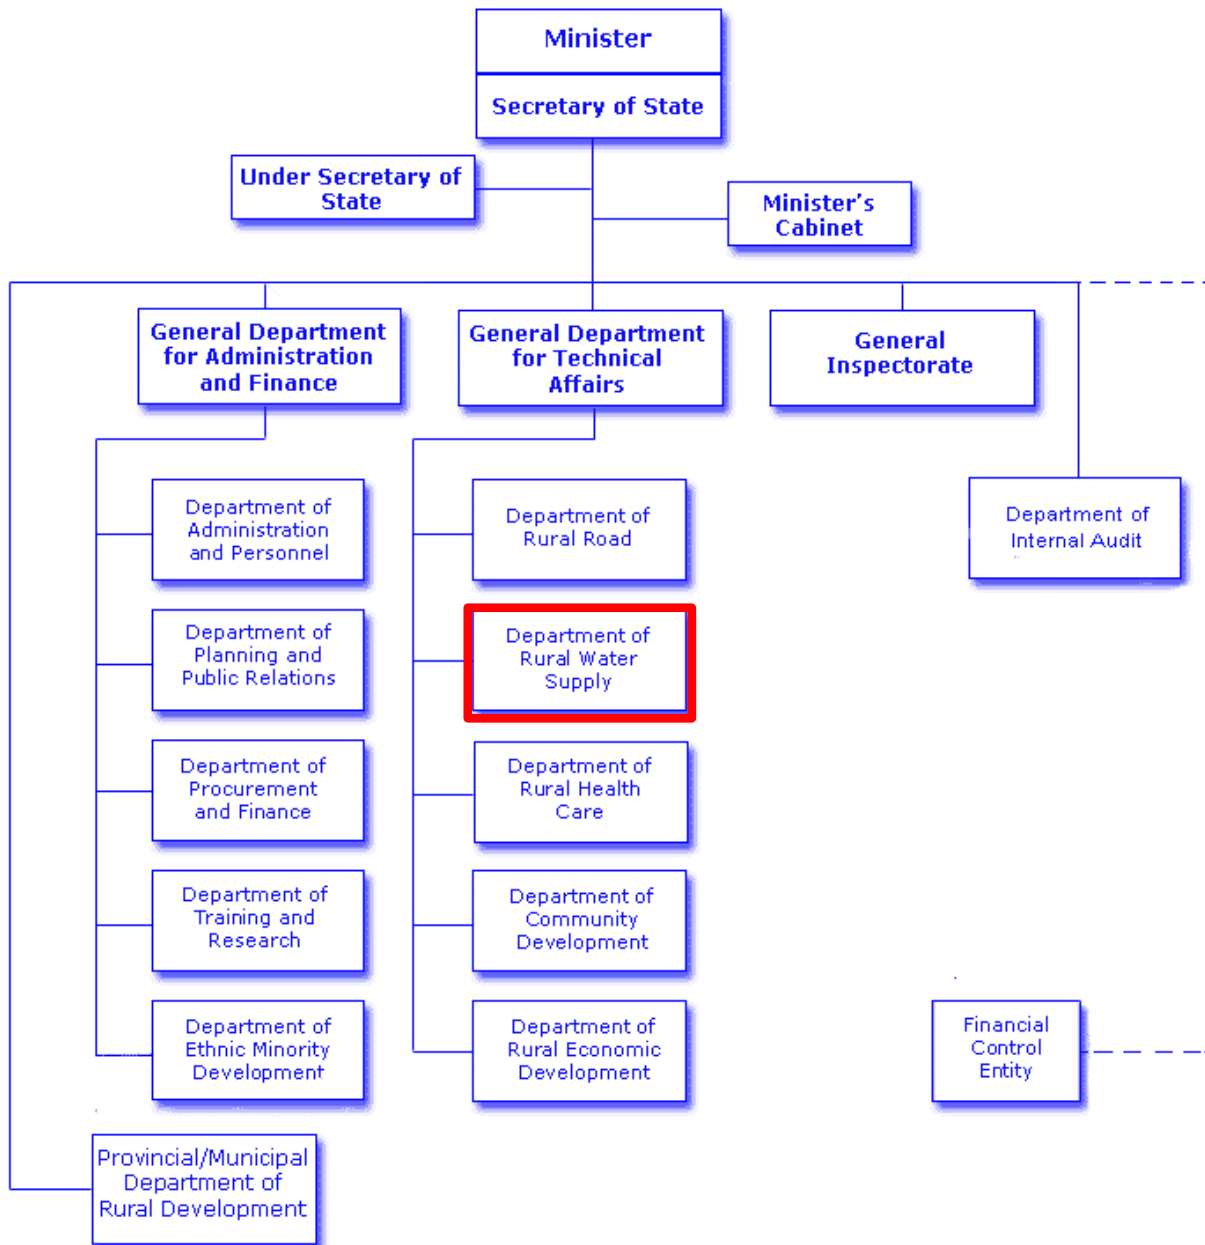 Minister
Secretary of State
Under Secretary of
State
Minister's
Cabinet
General Department
for Administration
and Finance
General Department
for Technical
Affairs
General
Inspectorate
Department of
Administration
and Personnel
Department of
Rural Road
Department of
Internal Audit
Department of
Planning and
Public Relations
Department of
Rural Water
Supply
Department of
Procurement
and Finance
Department of
Rural Health
Care
Department of
Training and
Research
Department of
Community
Development
Department of
Ethnic Minority
Development
Department of
Rural Economic
Development
Financial
Control
Entity
Provincial/Municipal
Department of
Rural Development